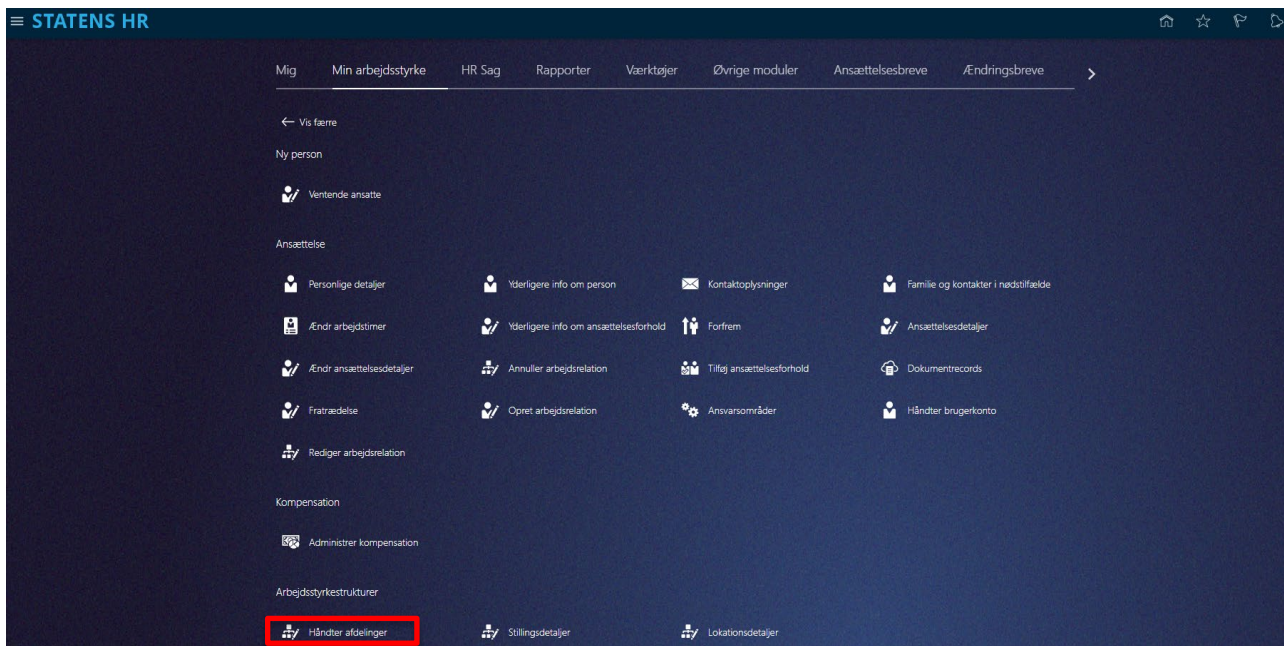 ≡ STATENS HR
Mig Min arbejdsstyrke HR Sag Rapporter Værktøjer Øvrige moduler Ansættelsesbreve Ændringsbreve
← Vis færre
Ny person
Ventende ansatte
Ansættelse
Personlige detaljer Yderligere info om person Kontaktoplysninger Familie og kontakter i nødstilfælde
Ændr arbejdstimer Yderligere info om ansættelsesforhold Forfrem Ansættelsesdetaljer
Ændr ansættelsesdetaljer Annuller arbejdsrelation Tilføj ansættelsesforhold Dokumentrecords
Fratrædelse Opret arbejdsrelation Ansvarsområder Håndter brugerkonto
Rediger arbejdsrelation
Kompensation
Administrer kompensation
Arbejdsstyrkestrukturer
Håndter afdelinger Stillingsdetaljer Lokationsdetaljer